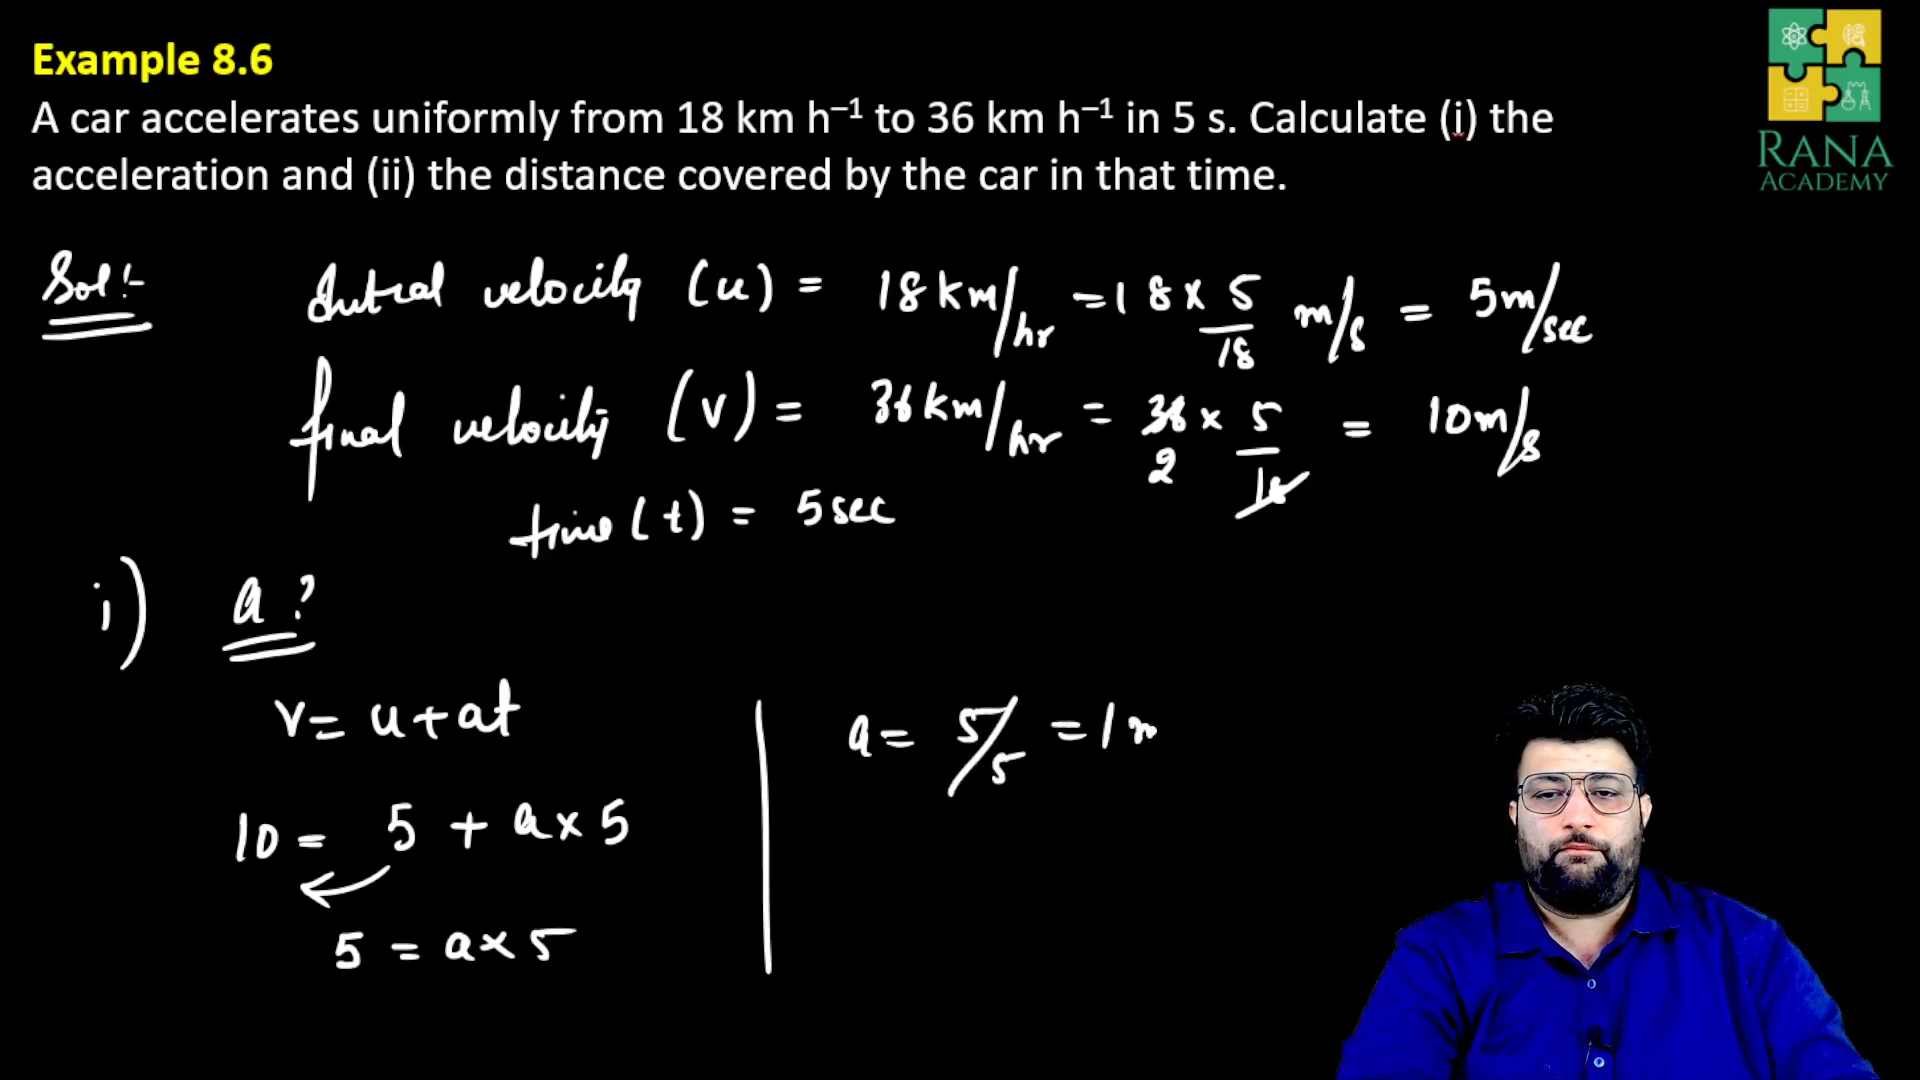 Example 8.6
A car accelerates uniformly from 18 km h⁻¹ to 36 km h⁻¹ in 5 s. Calculate (i) the
acceleration and (ii) the distance covered by the car in that time.
RANA
ACADEMY
Sol:-
Initial velocity (u) = 18 km/hr = 18 × 5/18 m/s = 5m/sec
final velocity (v) = 36 km/hr = 36 × 5/18 = 10m/s
2
time (t) = 5 sec
i) a?
v = u + at
10 = 5 + a × 5
5 = a × 5
a = 5/5 = 1 m